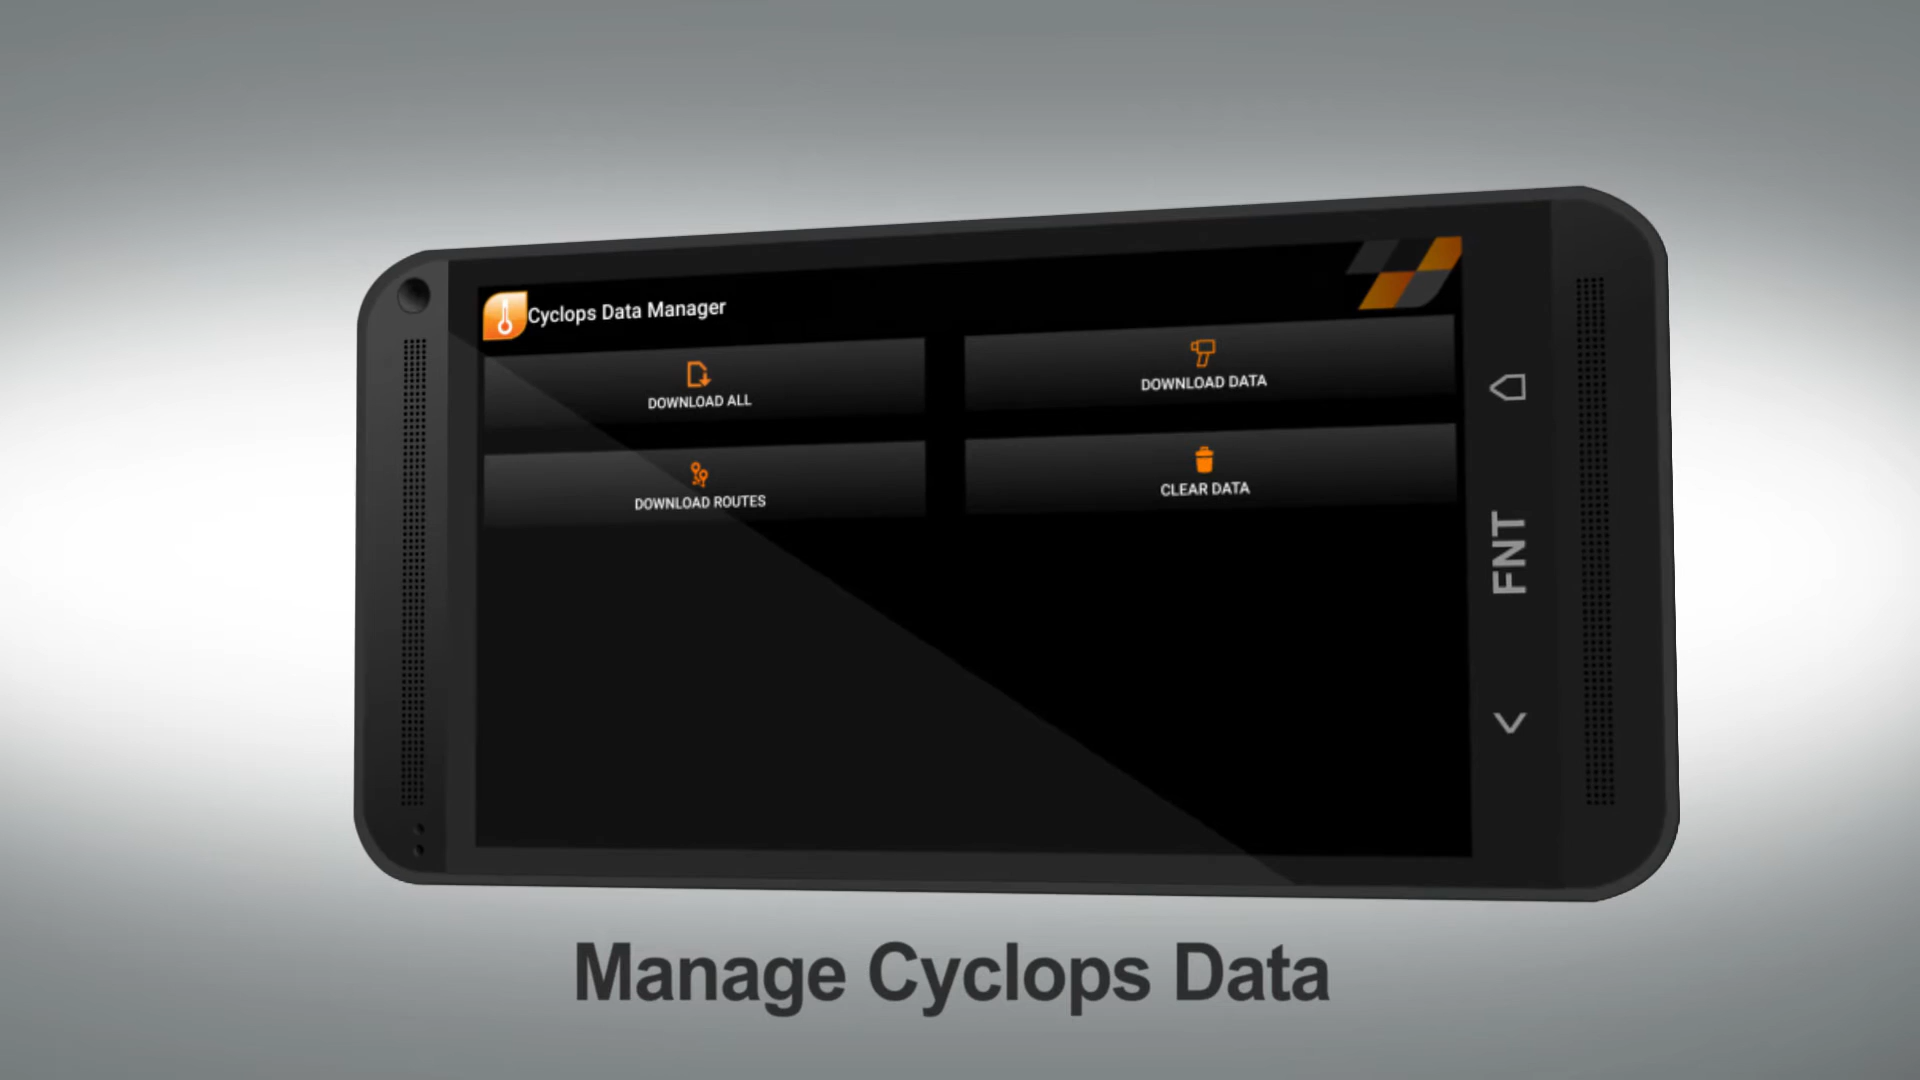 Cyclops Data Manager
DOWNLOAD ALL
DOWNLOAD DATA
DOWNLOAD ROUTES
CLEAR DATA
FNT
Manage Cyclops Data